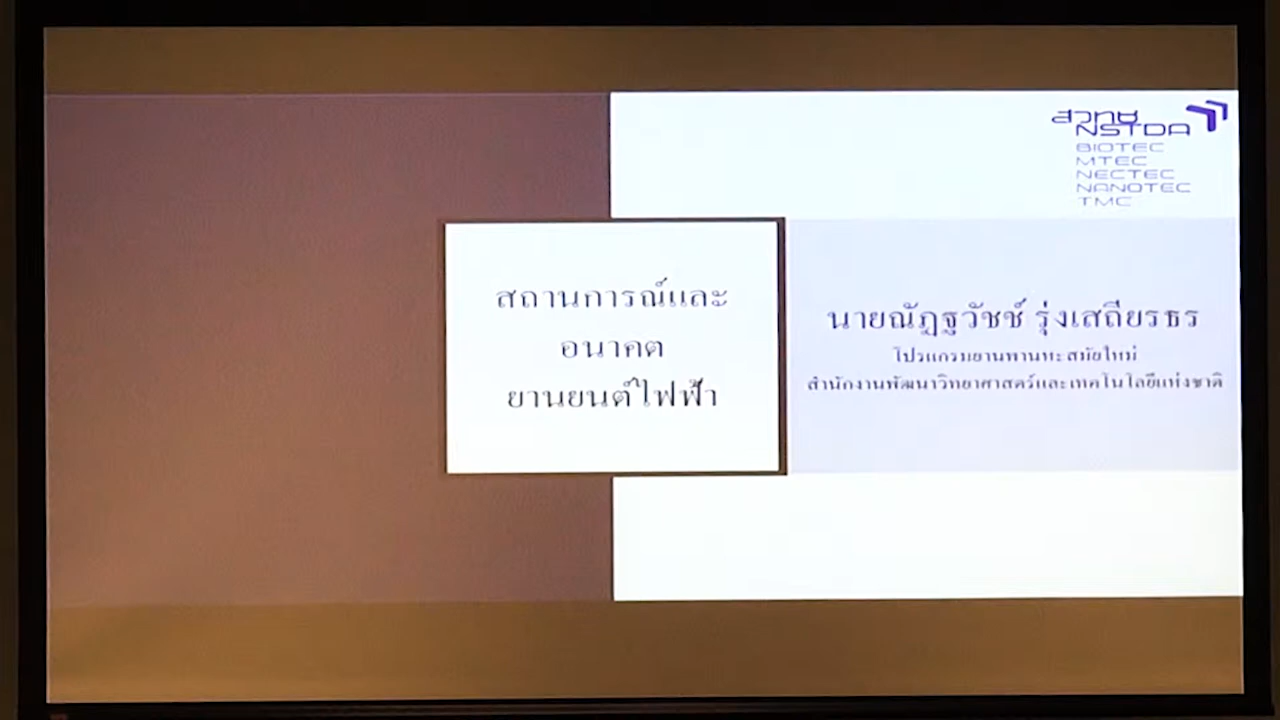 สวทช
NSTDA
BIOTEC
MTEC
NECTEC
NANOTEC
TMC
สถานการณ์และ
อนาคต
ยานยนต์ไฟฟ้า
นายณัฏฐวัชช์ รุ่งเสถียรธร
โปรแกรมยานพาหนะสมัยใหม่
สำนักงานพัฒนาวิทยาศาสตร์และเทคโนโลยีแห่งชาติ